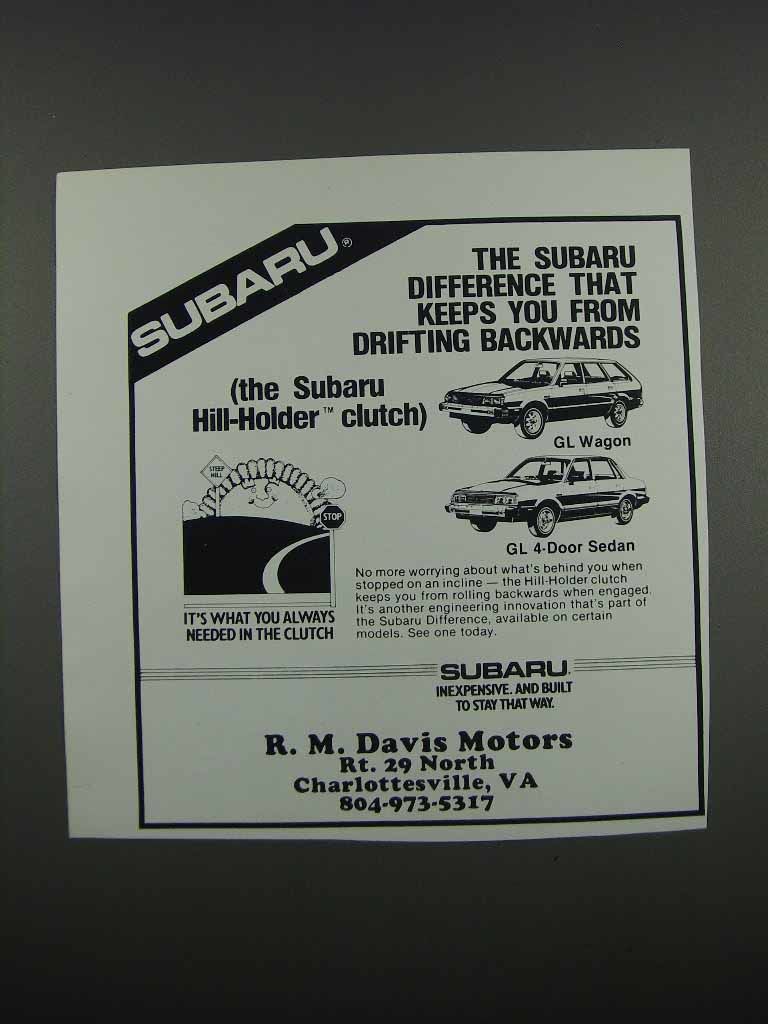 SUBARU®
THE SUBARU
DIFFERENCE THAT
KEEPS YOU FROM
DRIFTING BACKWARDS
(the Subaru
Hill-Holder™ clutch)
GL Wagon
STEEP
HILL
STOP
GL 4-Door Sedan
IT'S WHAT YOU ALWAYS
NEEDED IN THE CLUTCH
No more worrying about what's behind you when
stopped on an incline — the Hill-Holder clutch
keeps you from rolling backwards when engaged.
It's another engineering innovation that's part of
the Subaru Difference, available on certain
models. See one today.
SUBARU.
INEXPENSIVE. AND BUILT
TO STAY THAT WAY.
R. M. Davis Motors
Rt. 29 North
Charlottesville, VA
804-973-5317